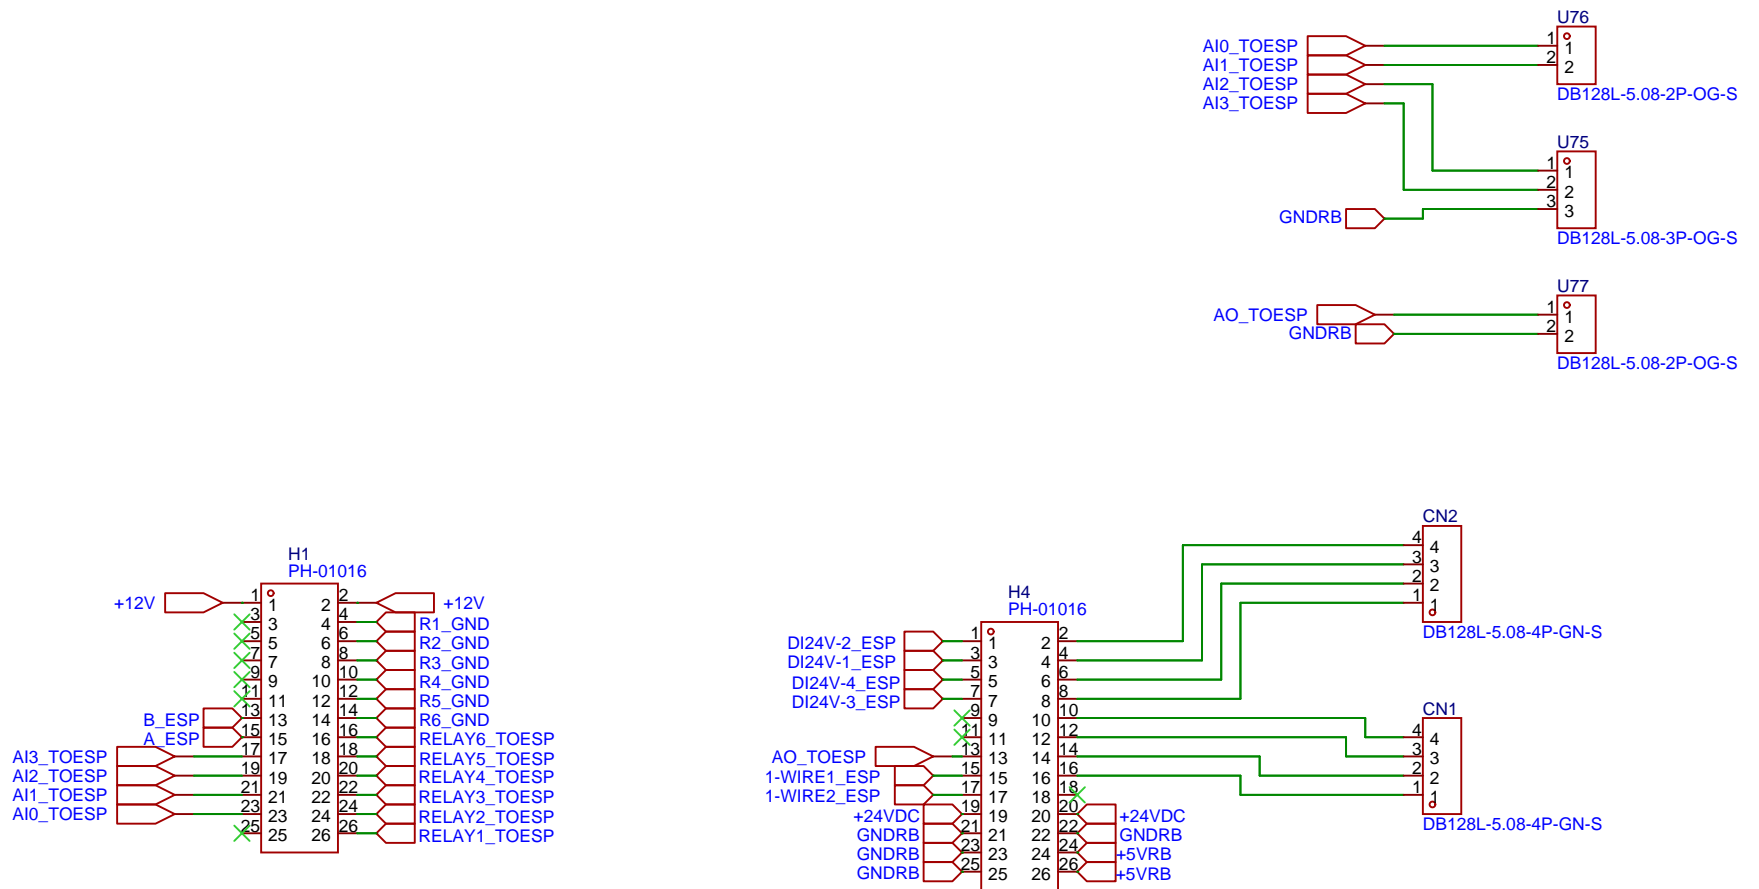 U76
AI0_TOESP
1
1
AI1_TOESP
2
2
AI2_TOESP
DB128L-5.08-2P-OG-S
AI3_TOESP
U75
1
1
2
2
3
3
GNDRB
DB128L-5.08-3P-OG-S
U77
AO_TOESP
1
1
GNDRB
2
2
DB128L-5.08-2P-OG-S
H1
PH-01016
+12V 1 1 2 2 +12V
3 3 4 4 R1_GND
5 5 6 6 R2_GND
7 7 8 8 R3_GND
9 9 10 10 R4_GND
11 11 12 12 R5_GND
B_ESP 13 13 14 14 R6_GND
A_ESP 15 15 16 16 RELAY6_TOESP
AI3_TOESP 17 17 18 18 RELAY5_TOESP
AI2_TOESP 19 19 20 20 RELAY4_TOESP
AI1_TOESP 21 21 22 22 RELAY3_TOESP
AI0_TOESP 23 23 24 24 RELAY2_TOESP
25 25 26 26 RELAY1_TOESP
H4
PH-01016
DI24V-2_ESP 1 1 2 2
DI24V-1_ESP 3 3 4 4
DI24V-4_ESP 5 5 6 6
DI24V-3_ESP 7 7 8 8
9 9 10 10
11 11 12 12
AO_TOESP 13 13 14 14
1-WIRE1_ESP 15 15 16 16
1-WIRE2_ESP 17 17 18 18
+24VDC 19 19 20 20 +24VDC
GNDRB 21 21 22 22 GNDRB
GNDRB 23 23 24 24 +5VRB
GNDRB 25 25 26 26 +5VRB
CN2
4 4
3 3
2 2
1 1
DB128L-5.08-4P-GN-S
CN1
4 4
3 3
2 2
1 1
DB128L-5.08-4P-GN-S